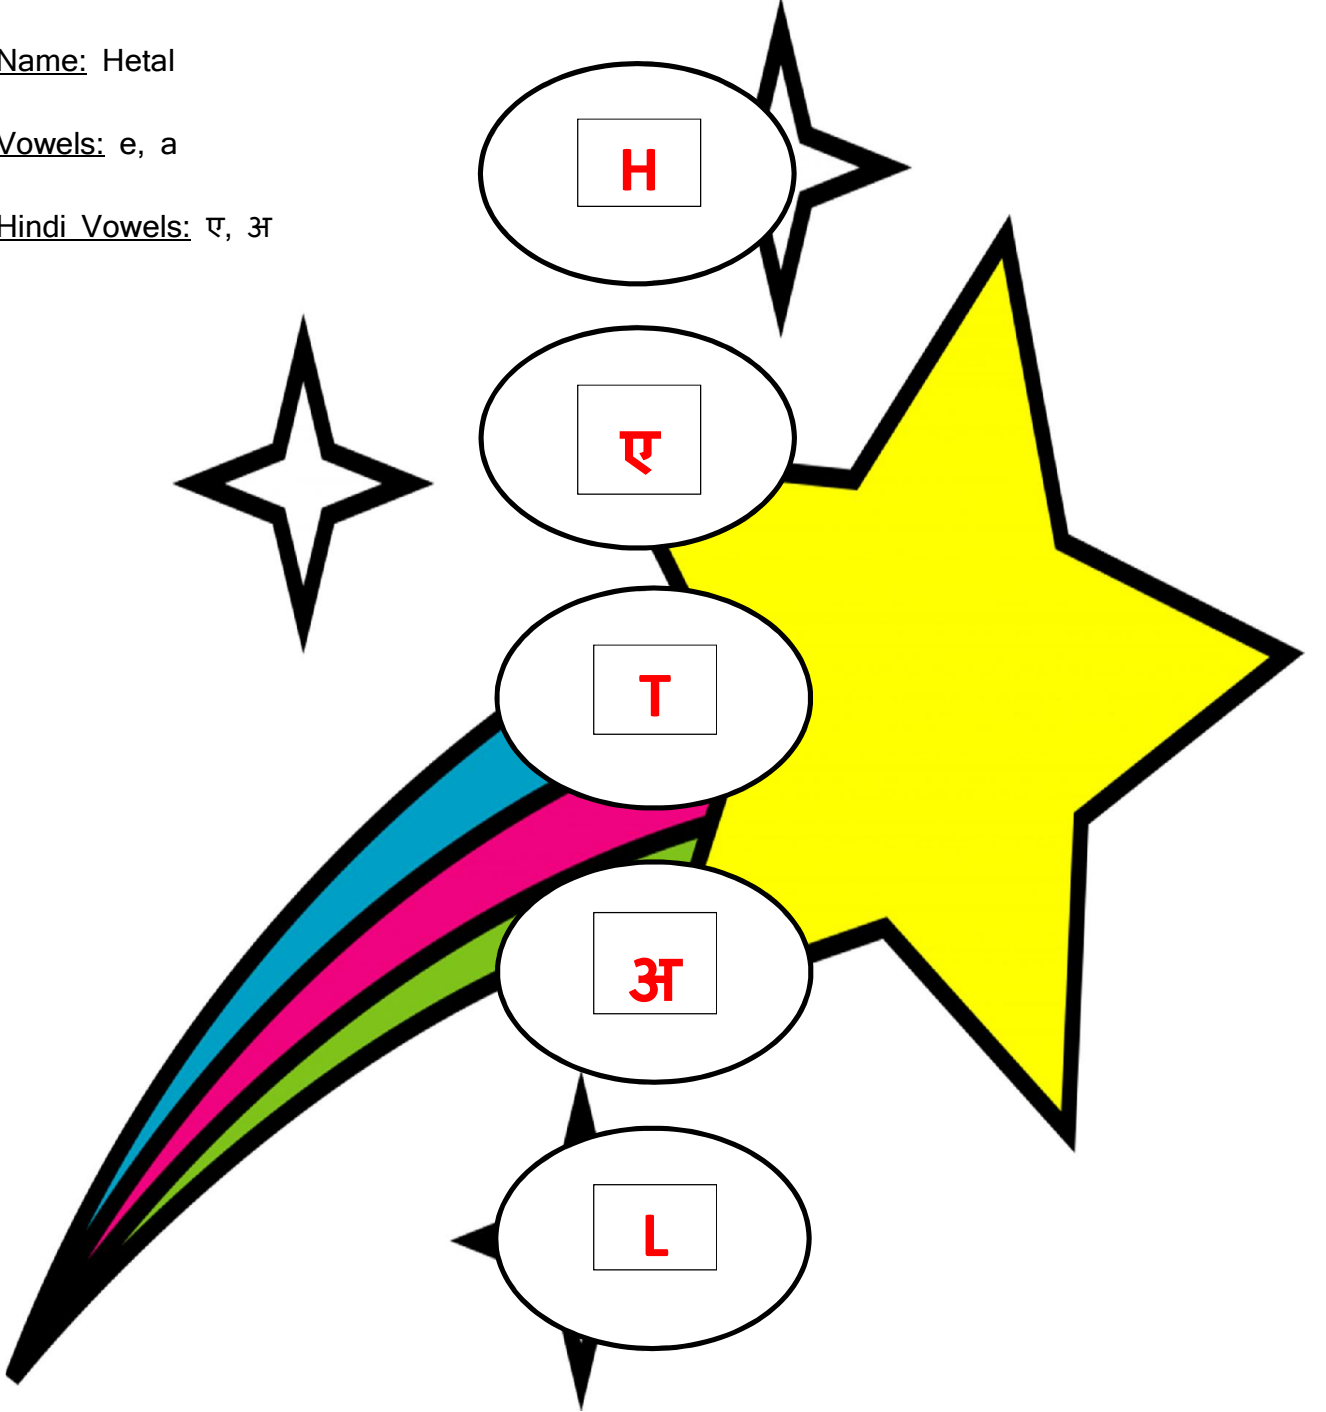 Name: Hetal
Vowels: e, a
Hindi Vowels: ए, अ
H
ए
T
अ
L